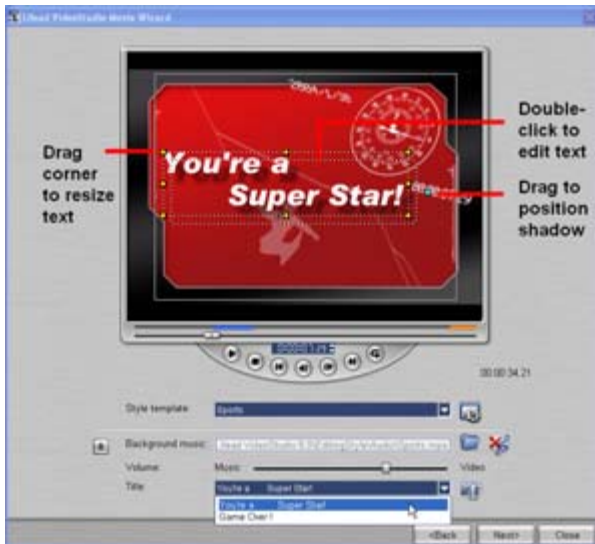 Ulead VideoStudio Movie Wizard
Double-
click to
edit text
Drag
corner
to resize
text
You're a
Super Star!
Drag to
position
shadow
00:00:34.21
Style template:
Sports
Background music:
Volume:
Music
Video
Title:
You're a Super Star!
You're a Super Star!
Game Over !
<Back
Next>
Close